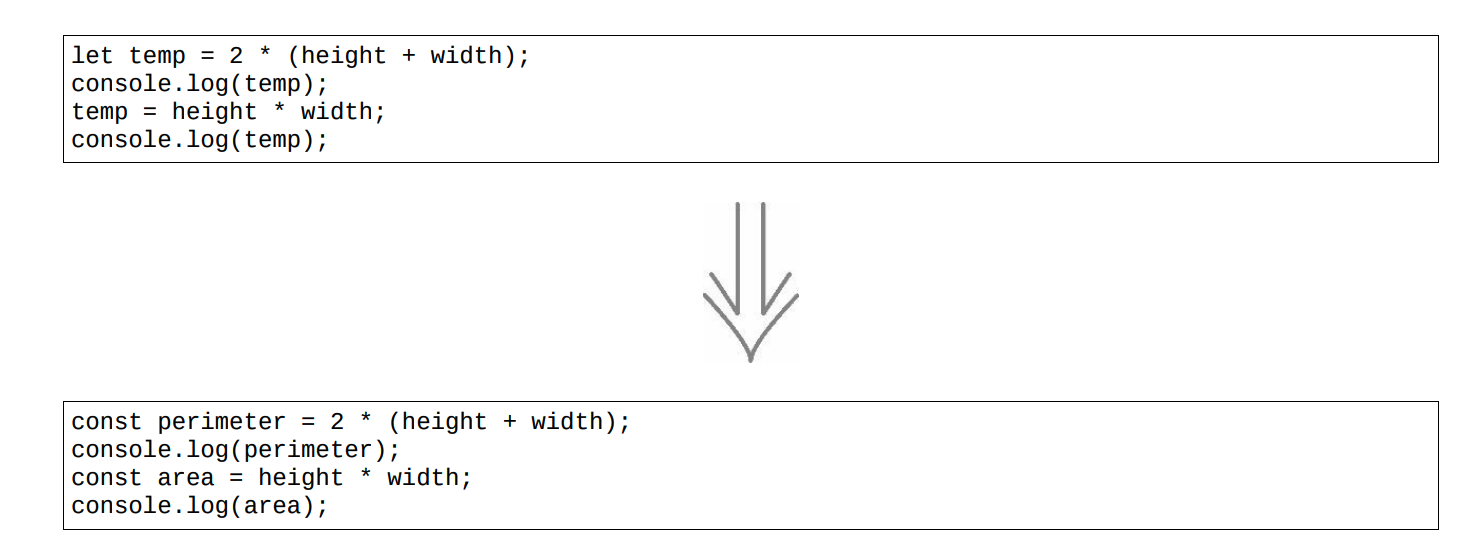 let temp = 2 * (height + width);
console.log(temp);
temp = height * width;
console.log(temp);
const perimeter = 2 * (height + width);
console.log(perimeter);
const area = height * width;
console.log(area);